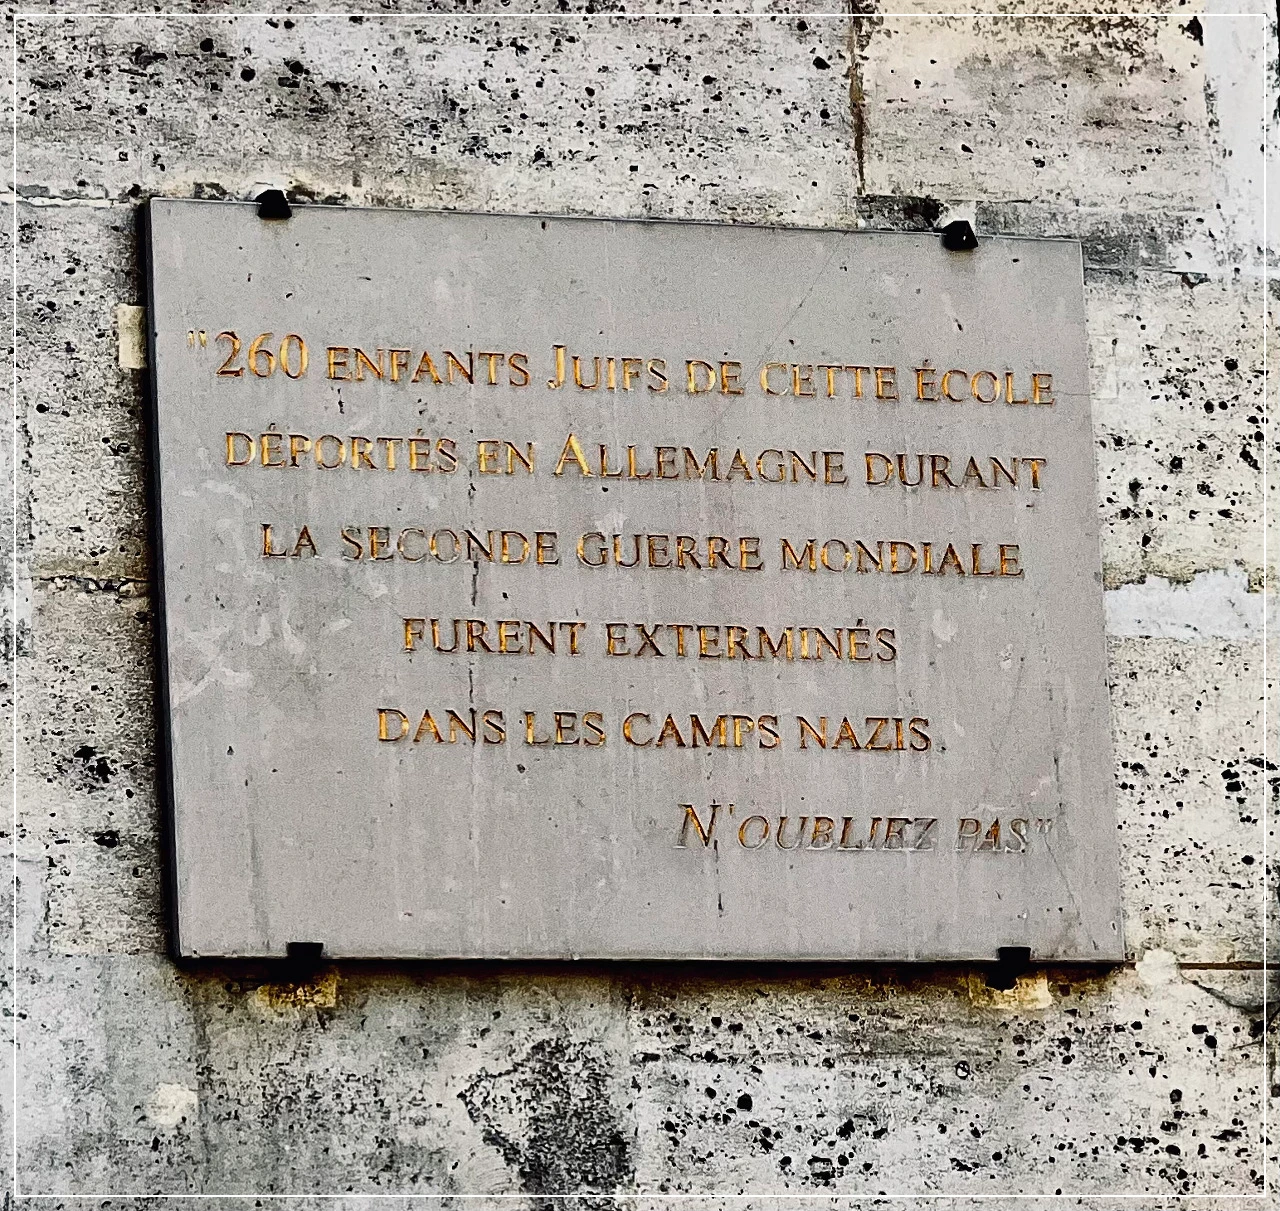 "260 ENFANTS JUIFS DE CETTE ÉCOLE
DÉPORTÉS EN ALLEMAGNE DURANT
LA SECONDE GUERRE MONDIALE
FURENT EXTERMINÉS
DANS LES CAMPS NAZIS.
N'OUBLIEZ PAS"